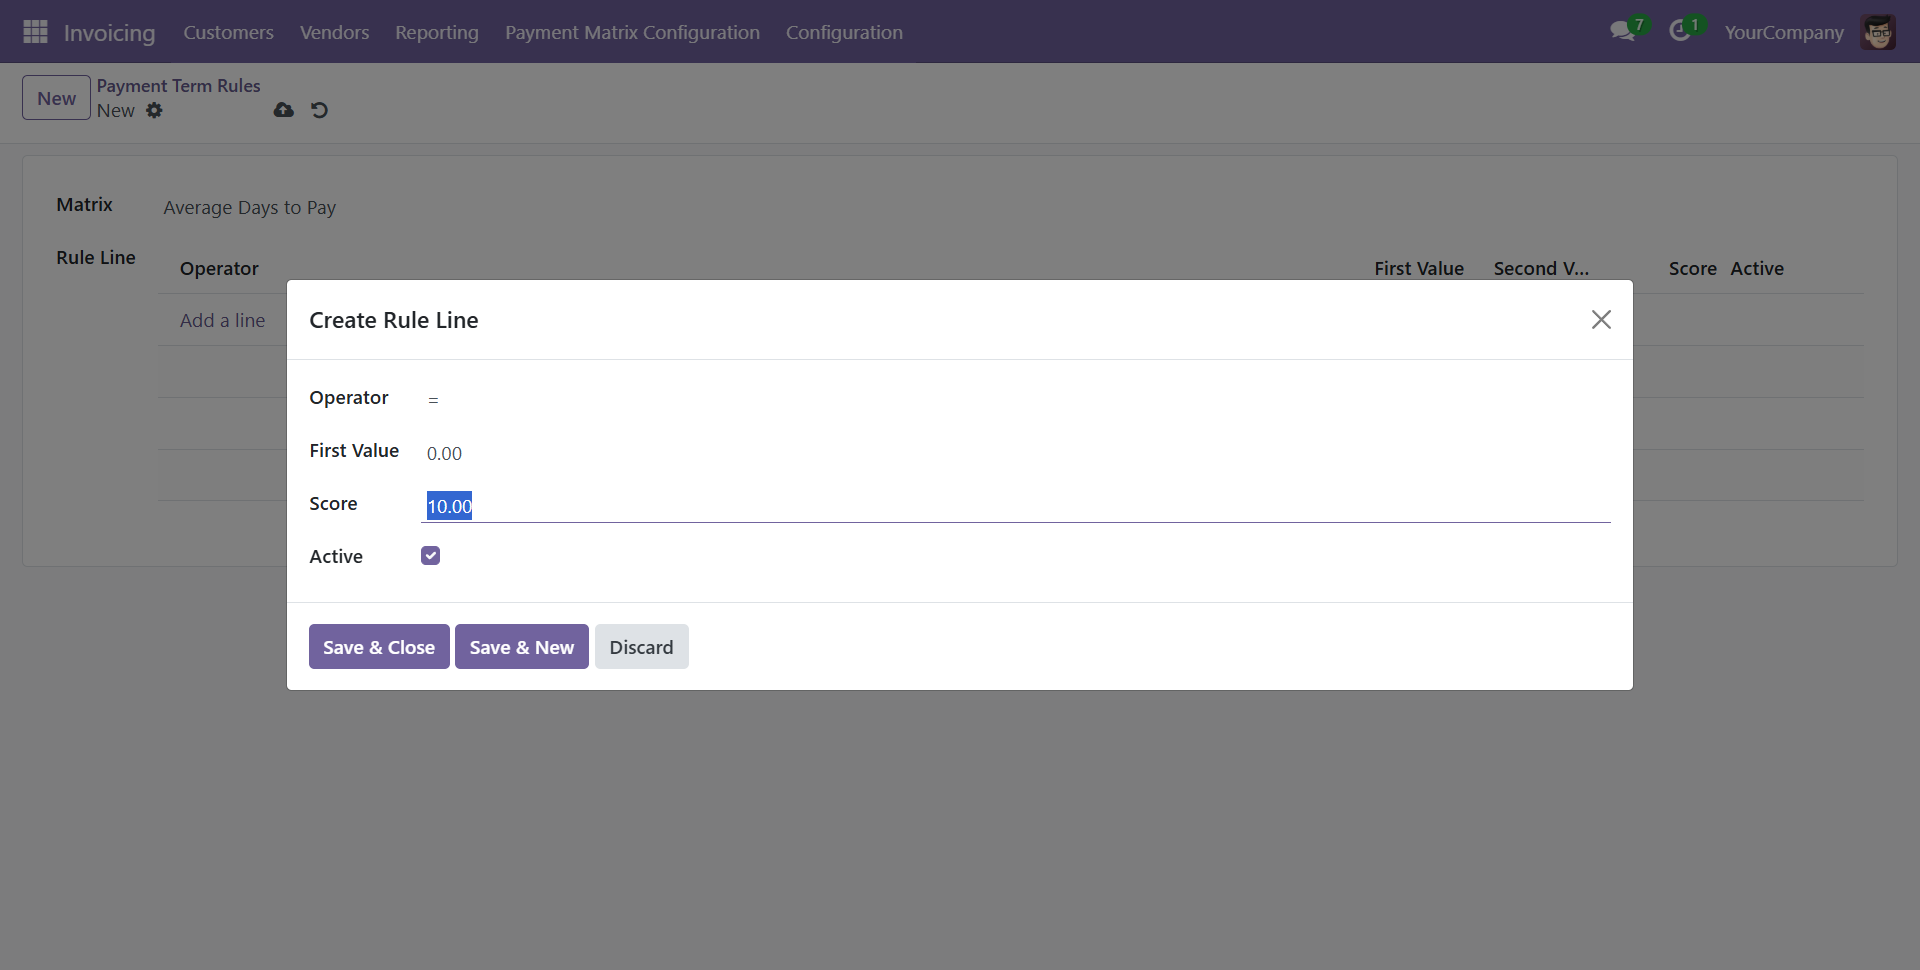 Invoicing Customers Vendors Reporting Payment Matrix Configuration Configuration 7 1 YourCompany
New Payment Term Rules
New
Matrix Average Days to Pay
Rule Line
Operator First Value Second V... Score Active
Add a line
Create Rule Line
Operator =
First Value 0.00
Score 10.00
Active
Save & Close Save & New Discard